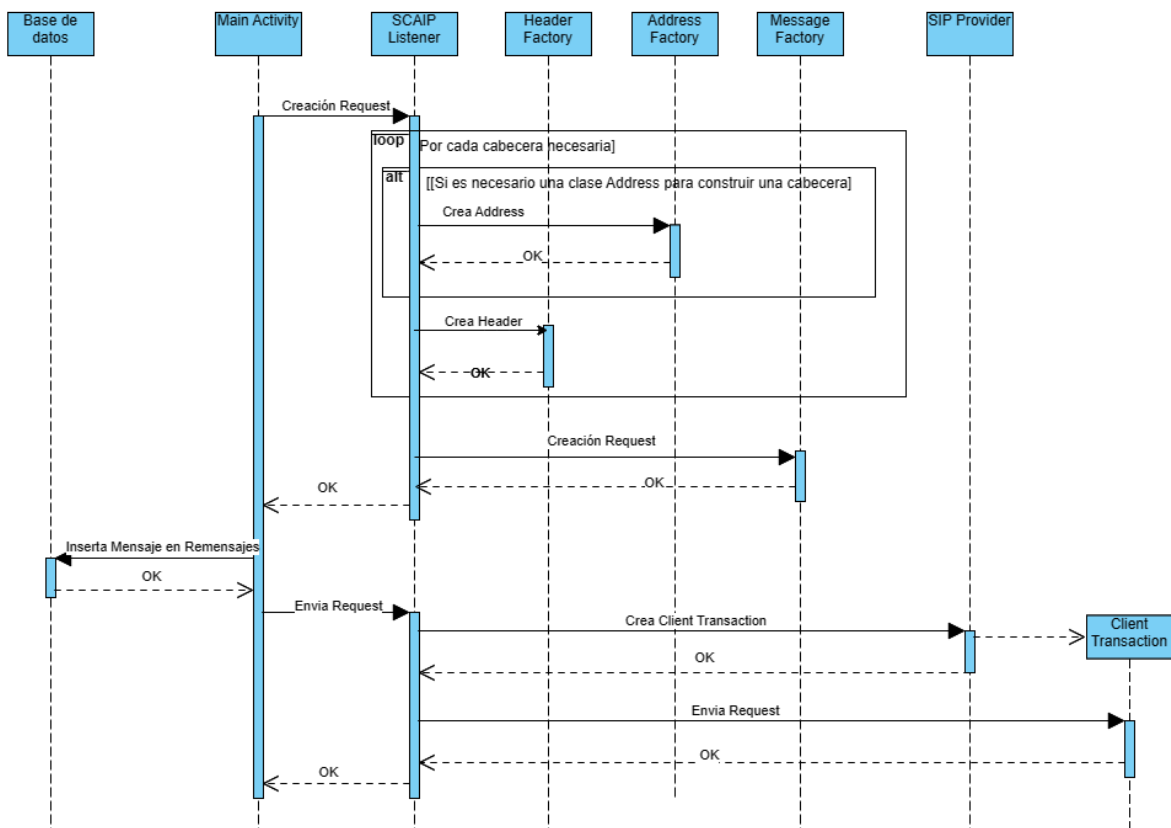 Base de
datos
Main Activity
SCAIP
Listener
Header
Factory
Address
Factory
Message
Factory
SIP Provider
Creación Request
loop
Por cada cabecera necesaria]
alt
[[Si es necesario una clase Address para construir una cabecera]
Crea Address
OK
Crea Header
OK
Creación Request
OK
OK
Inserta Mensaje en Remensajes
OK
Envia Request
Crea Client Transaction
Client
Transaction
OK
Envia Request
OK
OK